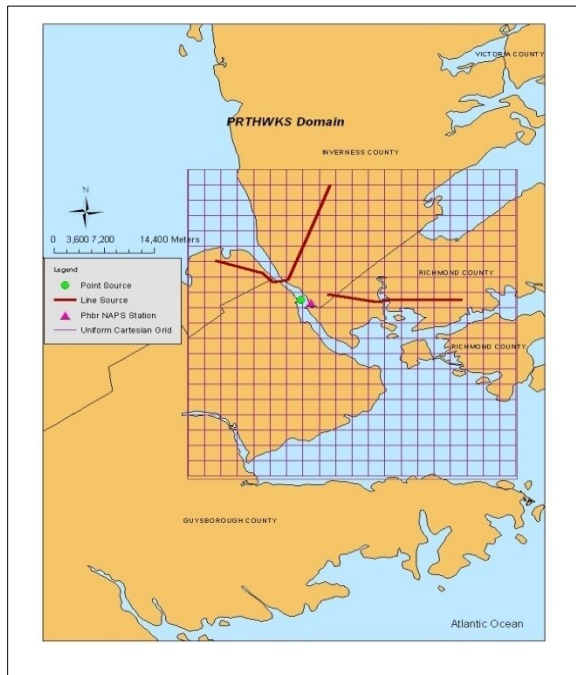 VICTORIA COUNTY
PRTHWKS Domain
INVERNESS COUNTY
N
0 3,600 7,200 14,400 Meters
RICHMOND COUNTY
Legend
Point Source
Line Source
Phbr NAPS Station
Uniform Cartesian Grid
RICHMOND COUNTY
GUYSBOROUGH COUNTY
Atlantic Ocean